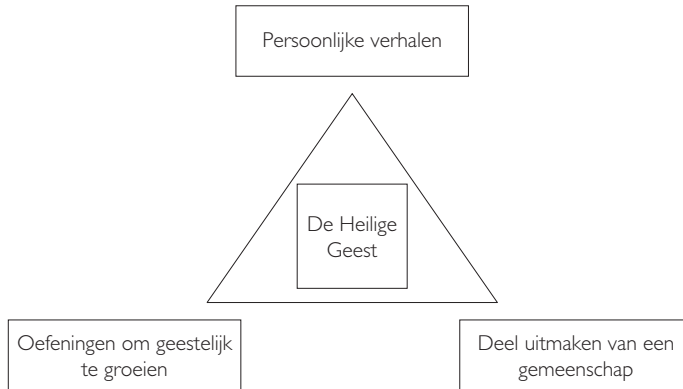 Persoonlijke verhalen
De Heilige
Geest
Oefeningen om geestelijk
te groeien
Deel uitmaken van een
gemeenschap